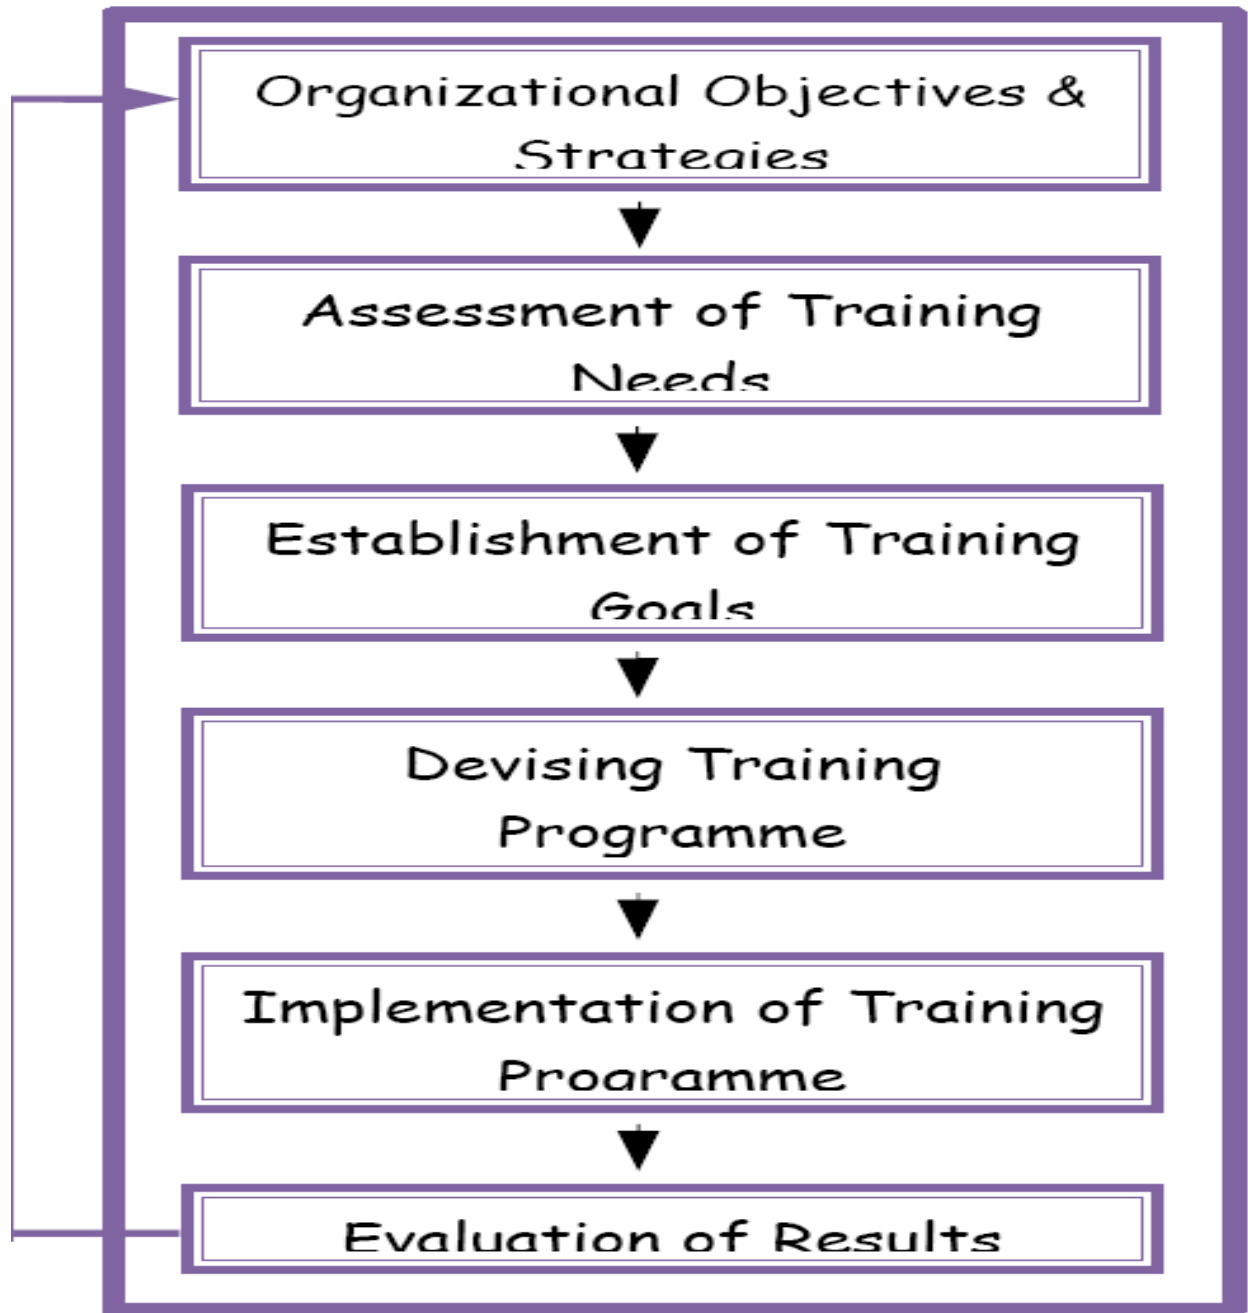 Organizational Objectives &
Strategies
Assessment of Training
Needs
Establishment of Training
Goals
Devising Training
Programme
Implementation of Training
Programme
Evaluation of Results